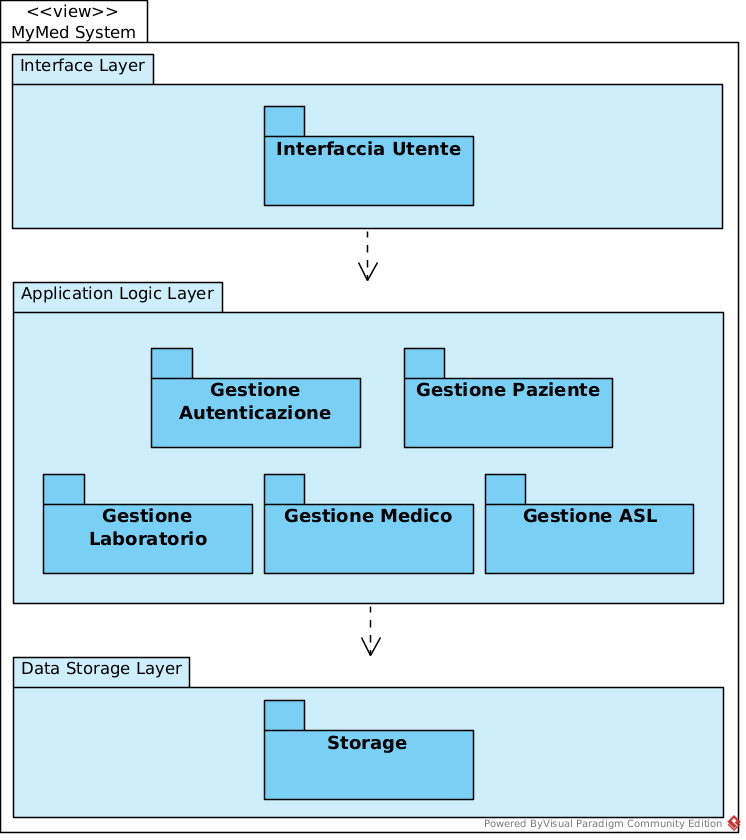 <<view>>
MyMed System
Interface Layer
Interfaccia Utente
Application Logic Layer
Gestione
Autenticazione
Gestione Paziente
Gestione
Laboratorio
Gestione Medico
Gestione ASL
Data Storage Layer
Storage
Powered ByVisual Paradigm Community Edition